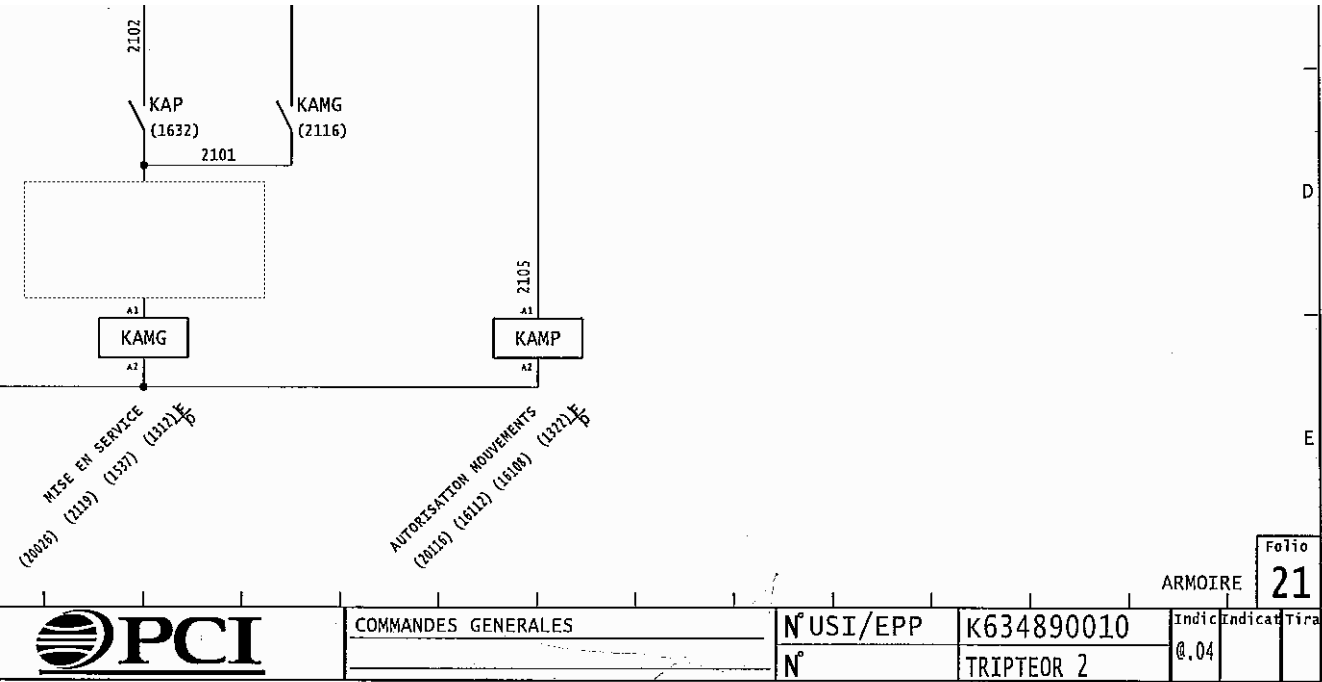 2102
KAP
(1632)
KAMG
(2116)
2101
D
2105
A1
KAMG
A2
A1
KAMP
A2
MISE EN SERVICE
(20026) (2119) (1537) (1312) E/D
AUTORISATION MOUVEMENTS
(20116) (16112) (16108) (1322) E/D
E
ARMOIRE
Folio
21
PCI
COMMANDES GENERALES
N° USI/EPP
K634890010
N°
TRIPTEOR 2
Indic
@.04
Indicat
Tira